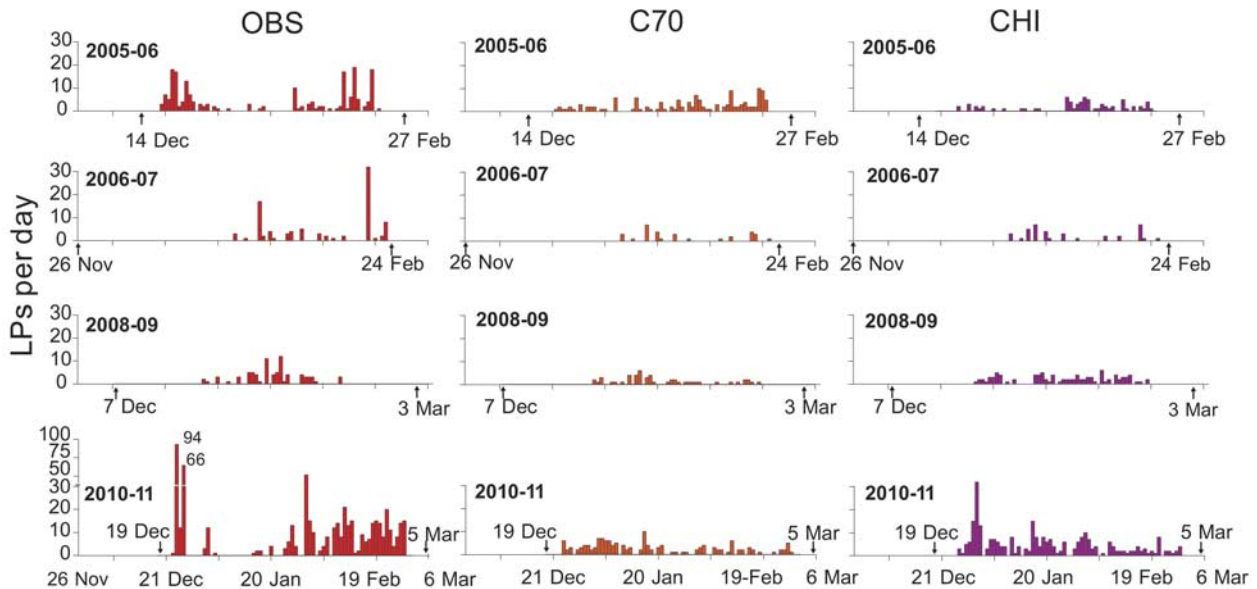 OBS C70 CHI
LPs per day
30 2005-06 2005-06 2005-06
20
10
0
14 Dec 27 Feb 14 Dec 27 Feb 14 Dec 27 Feb
30 2006-07 2006-07 2006-07
20
10
0
26 Nov 24 Feb 26 Nov 24 Feb 26 Nov 24 Feb
30 2008-09 2008-09 2008-09
20
10
0
7 Dec 3 Mar 7 Dec 3 Mar 7 Dec 3 Mar
100 94
75
66
50
30 2010-11 2010-11 2010-11
20
19 Dec 5 Mar 19 Dec 5 Mar 19 Dec 5 Mar
10
0
26 Nov 21 Dec 20 Jan 19 Feb 6 Mar 21 Dec 20 Jan 19-Feb 6 Mar 21 Dec 20 Jan 19 Feb 6 Mar